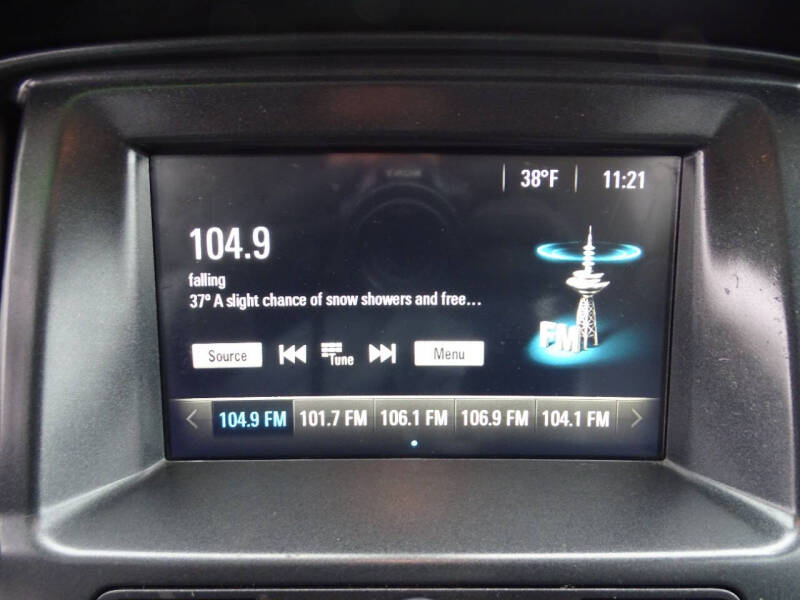 38°F 11:21
104.9
falling
37° A slight chance of snow showers and free...
FM
Source Tune Menu
104.9 FM 101.7 FM 106.1 FM 106.9 FM 104.1 FM